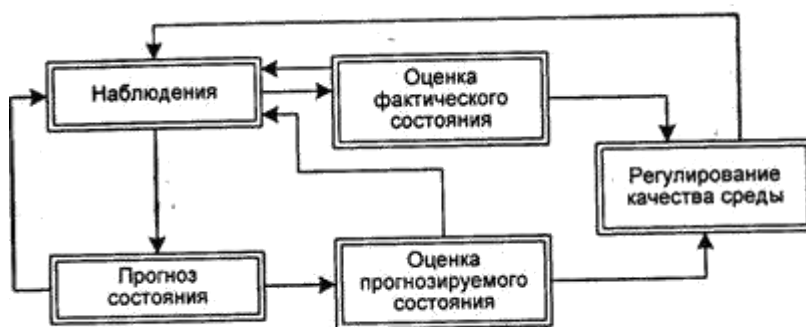 Наблюдения
Оценка
фактического
состояния
Регулирование
качества среды
Прогноз
состояния
Оценка
прогнозируемого
состояния